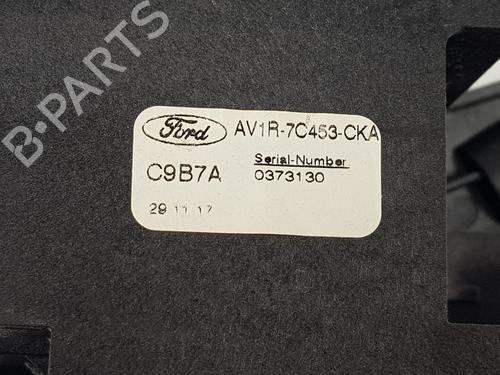 B-PARTS
Ford AV1R-7C453-CKA
C9B7A Serial-Number
0373130
29 11 17